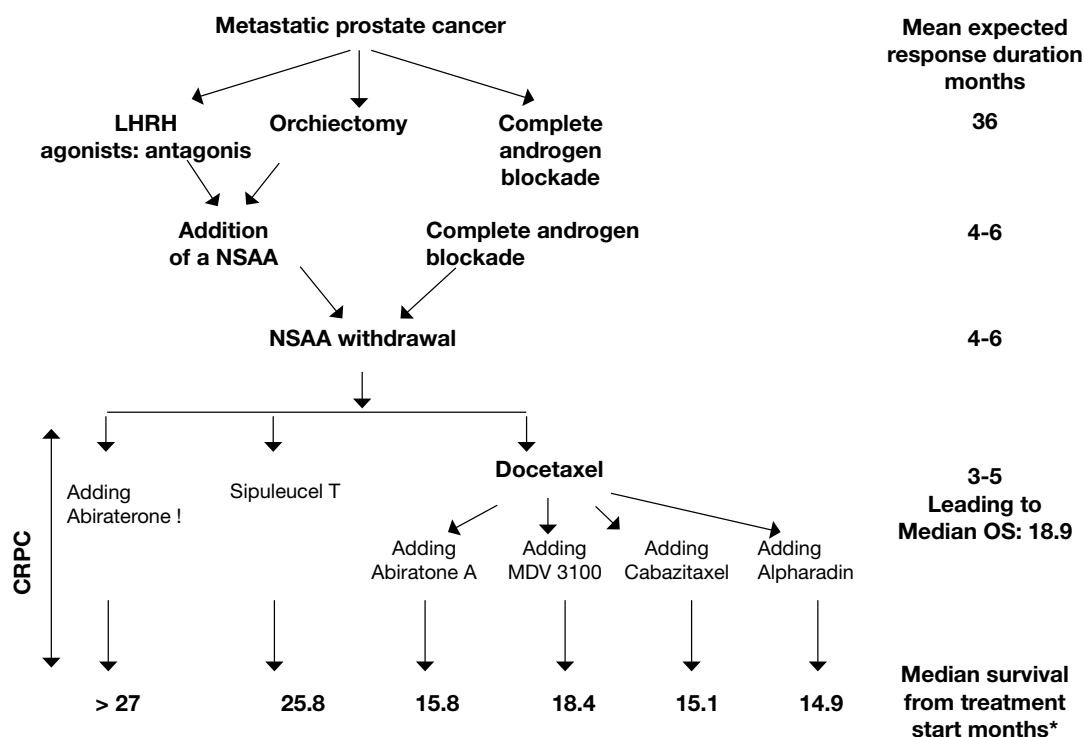 Metastatic prostate cancer
Mean expected
response duration
months
LHRH
agonists: antagonis
Orchiectomy
Complete
androgen
blockade
36
Addition
of a NSAA
Complete androgen
blockade
4-6
NSAA withdrawal
4-6
CRPC
Adding
Abiraterone !
Sipuleucel T
Docetaxel
3-5
Leading to
Median OS: 18.9
Adding
Abiratone A
Adding
MDV 3100
Adding
Cabazitaxel
Adding
Alpharadin
> 27
25.8
15.8
18.4
15.1
14.9
Median survival
from treatment
start months*